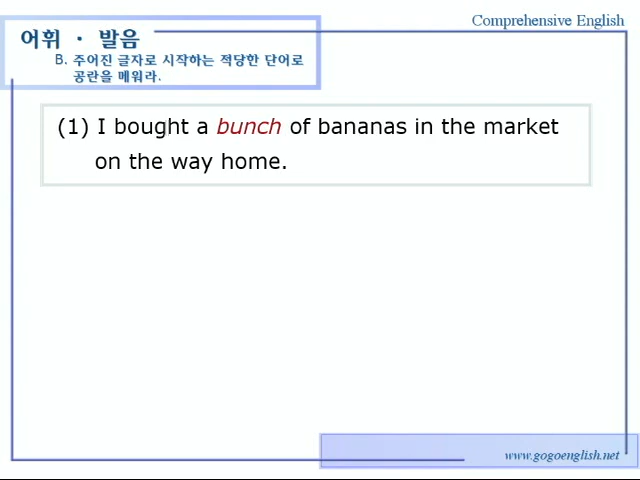 Comprehensive English
어휘 · 발음
B. 주어진 글자로 시작하는 적당한 단어로
공란을 메워라.
(1) I bought a bunch of bananas in the market
on the way home.
www.gogoenglish.net